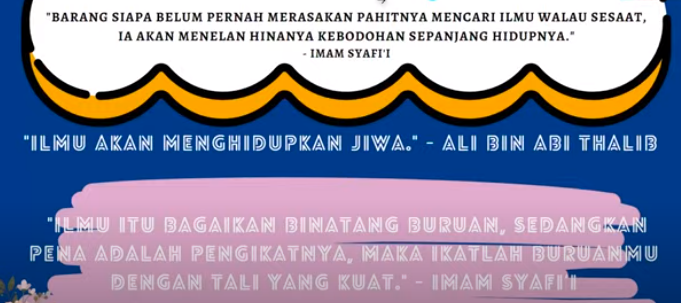 "BARANG SIAPA BELUM PERNAH MERASAKAN PAHITNYA MENCARI ILMU WALAU SESAAT,
IA AKAN MENELAN HINANYA KEBODOHAN SEPANJANG HIDUPNYA."
- IMAM SYAFI'I
"ILMU AKAN MENGHIDUPKAN JIWA." - ALI BIN ABI THALIB
"ILMU ITU BAGAIKAN BINATANG BURUAN, SEDANGKAN
PENA ADALAH PENGIKATNYA, MAKA IKATLAH BURUANMU
DENGAN TALI YANG KUAT." - IMAM SYAFI'I